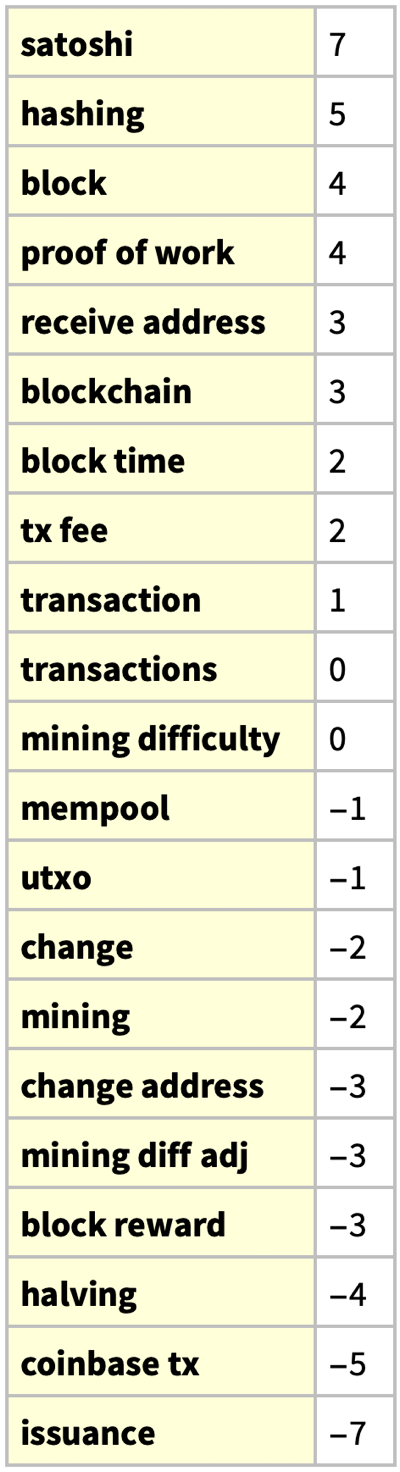 satoshi 7
hashing 5
block 4
proof of work 4
receive address 3
blockchain 3
block time 2
tx fee 2
transaction 1
transactions 0
mining difficulty 0
mempool –1
utxo –1
change –2
mining –2
change address –3
mining diff adj –3
block reward –3
halving –4
coinbase tx –5
issuance –7